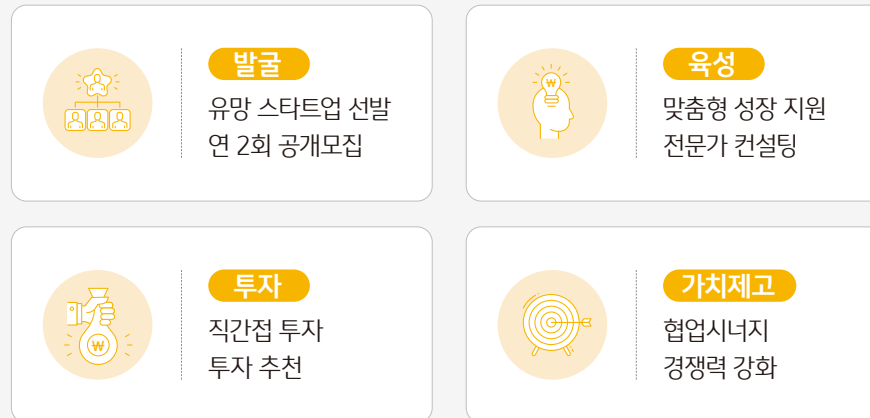 발굴
유망 스타트업 선발
연 2회 공개모집
육성
맞춤형 성장 지원
전문가 컨설팅
투자
직간접 투자
투자 추천
가치제고
협업시너지
경쟁력 강화